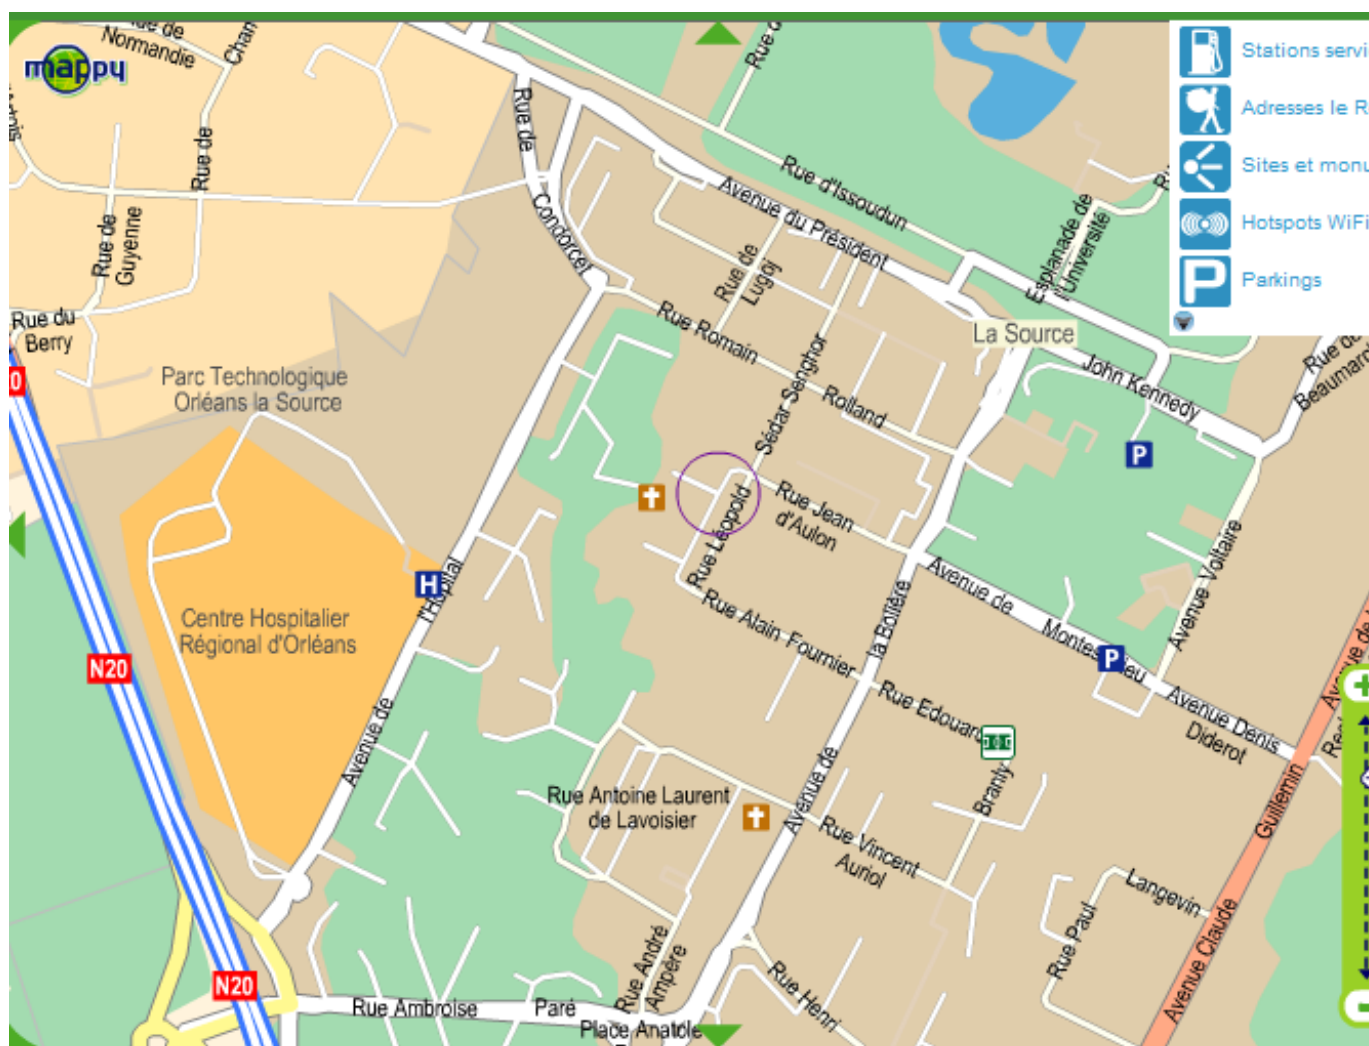 mappy
Rue de
Normandie
Rue de
Rue de
Guyenne
Rue du
Berry
Parc Technologique
Orléans la Source
Centre Hospitalier
Régional d'Orléans
H
N20
N20
Rue de
Condorcet
Avenue de
l'Hôpital
Rue d'Issoudun
Avenue du Président
John Kennedy
Rue de
Lugoj
Rue Romain
Rolland
Rue Léopold
Sédar Senghor
Rue Jean
d'Aulon
Esplanade de
l'Université
La Source
Stations servi
Adresses le R
Sites et monu
Hotspots WiFi
P
Parkings
P
P
Rue Alain Fournier
Avenue de
la Bolière
Avenue de
Avenue Voltaire
Avenue Denis
Diderot
Rue Edouard
Branly
Rue Antoine Laurent
de Lavoisier
Rue Vincent
Auriol
Rue André
Ampère
Rue Ambroise
Paré
Place Anatole
Rue Henri
Rue Paul
Langevin
Avenue Claude
Guillemin